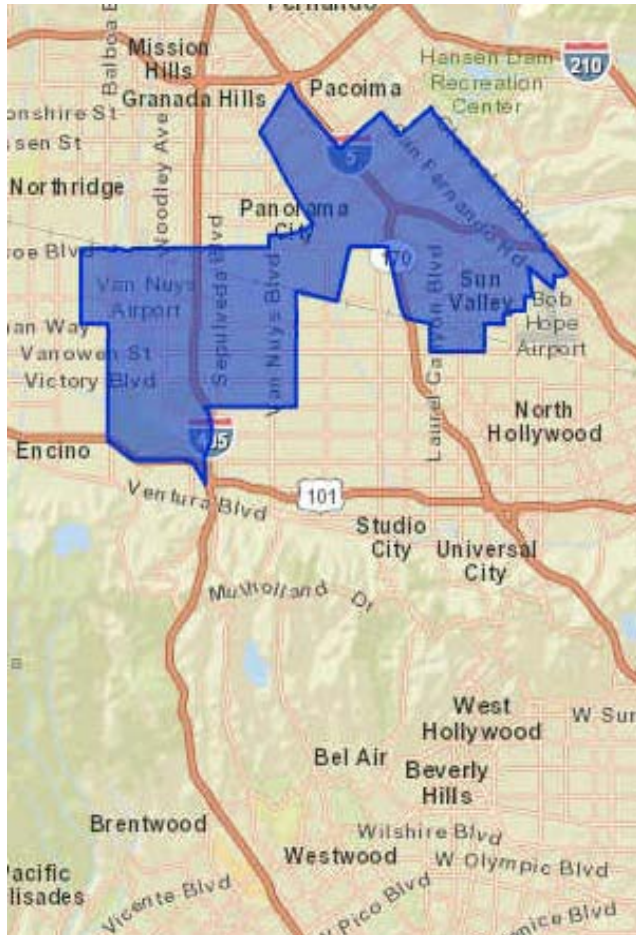 Fernando
Balboa B
Mission
Hills
Granada Hills
Pacoima
Hansen Dam
Recreation
Center
210
onshire St
sen St
Woodley Ave
5
San Fernando Rd
Northridge
Panorama
City
coe Blvd
170
Sun
Valley
Van Nuys
Airport
Sepulveda Blvd
Van Nuys Blvd
Laurel Canyon Blvd
Bob
Hope
Airport
man Way
Vanowen St
Victory Blvd
North
Hollywood
Encino
405
101
Ventura Blvd
Studio
City
Universal
City
Mulholland Dr
West
Hollywood
W Sun
Bel Air
Beverly
Hills
Brentwood
Wilshire Blvd
Westwood
W Olympic Blvd
Pacific
lisades
Vicente Blvd
W Pico Blvd
enice Blvd